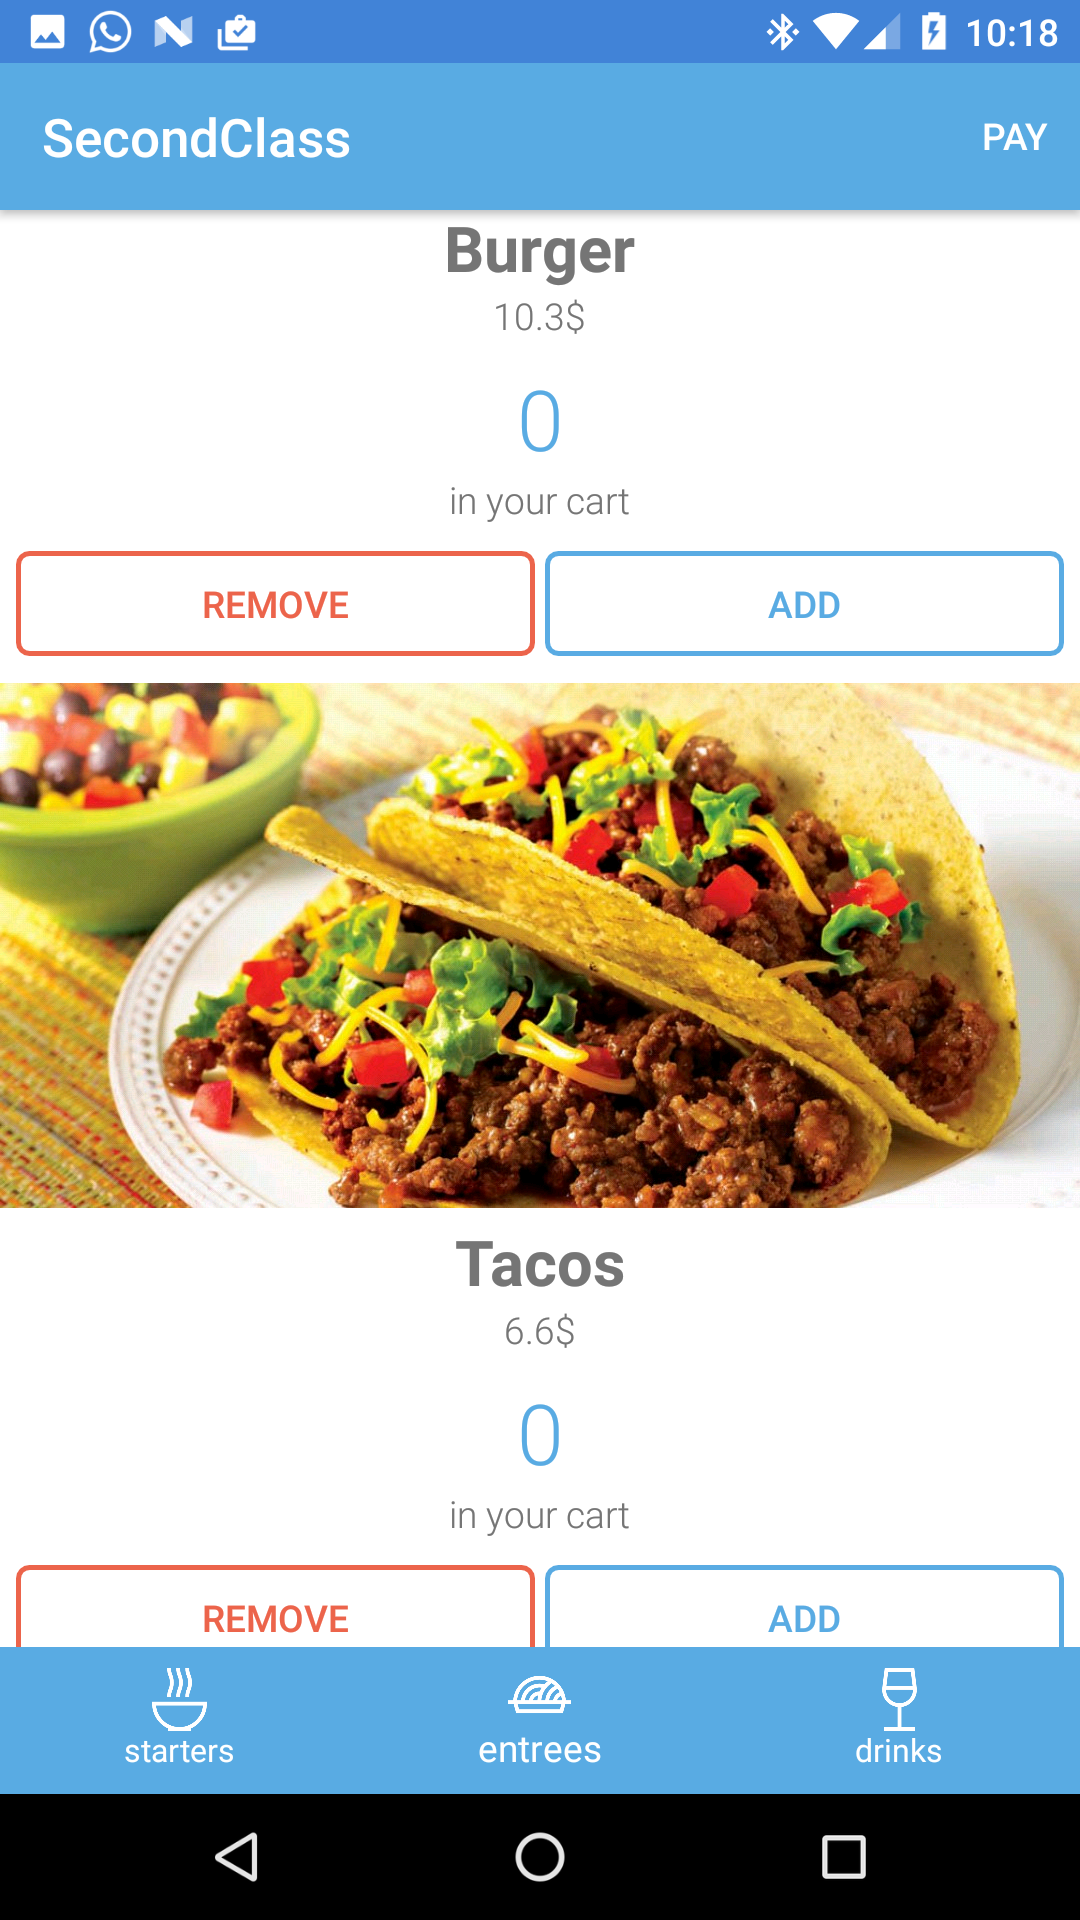 10:18
SecondClass
PAY
Burger
10.3$
0
in your cart
REMOVE
ADD
Tacos
6.6$
0
in your cart
REMOVE
ADD
starters
entrees
drinks